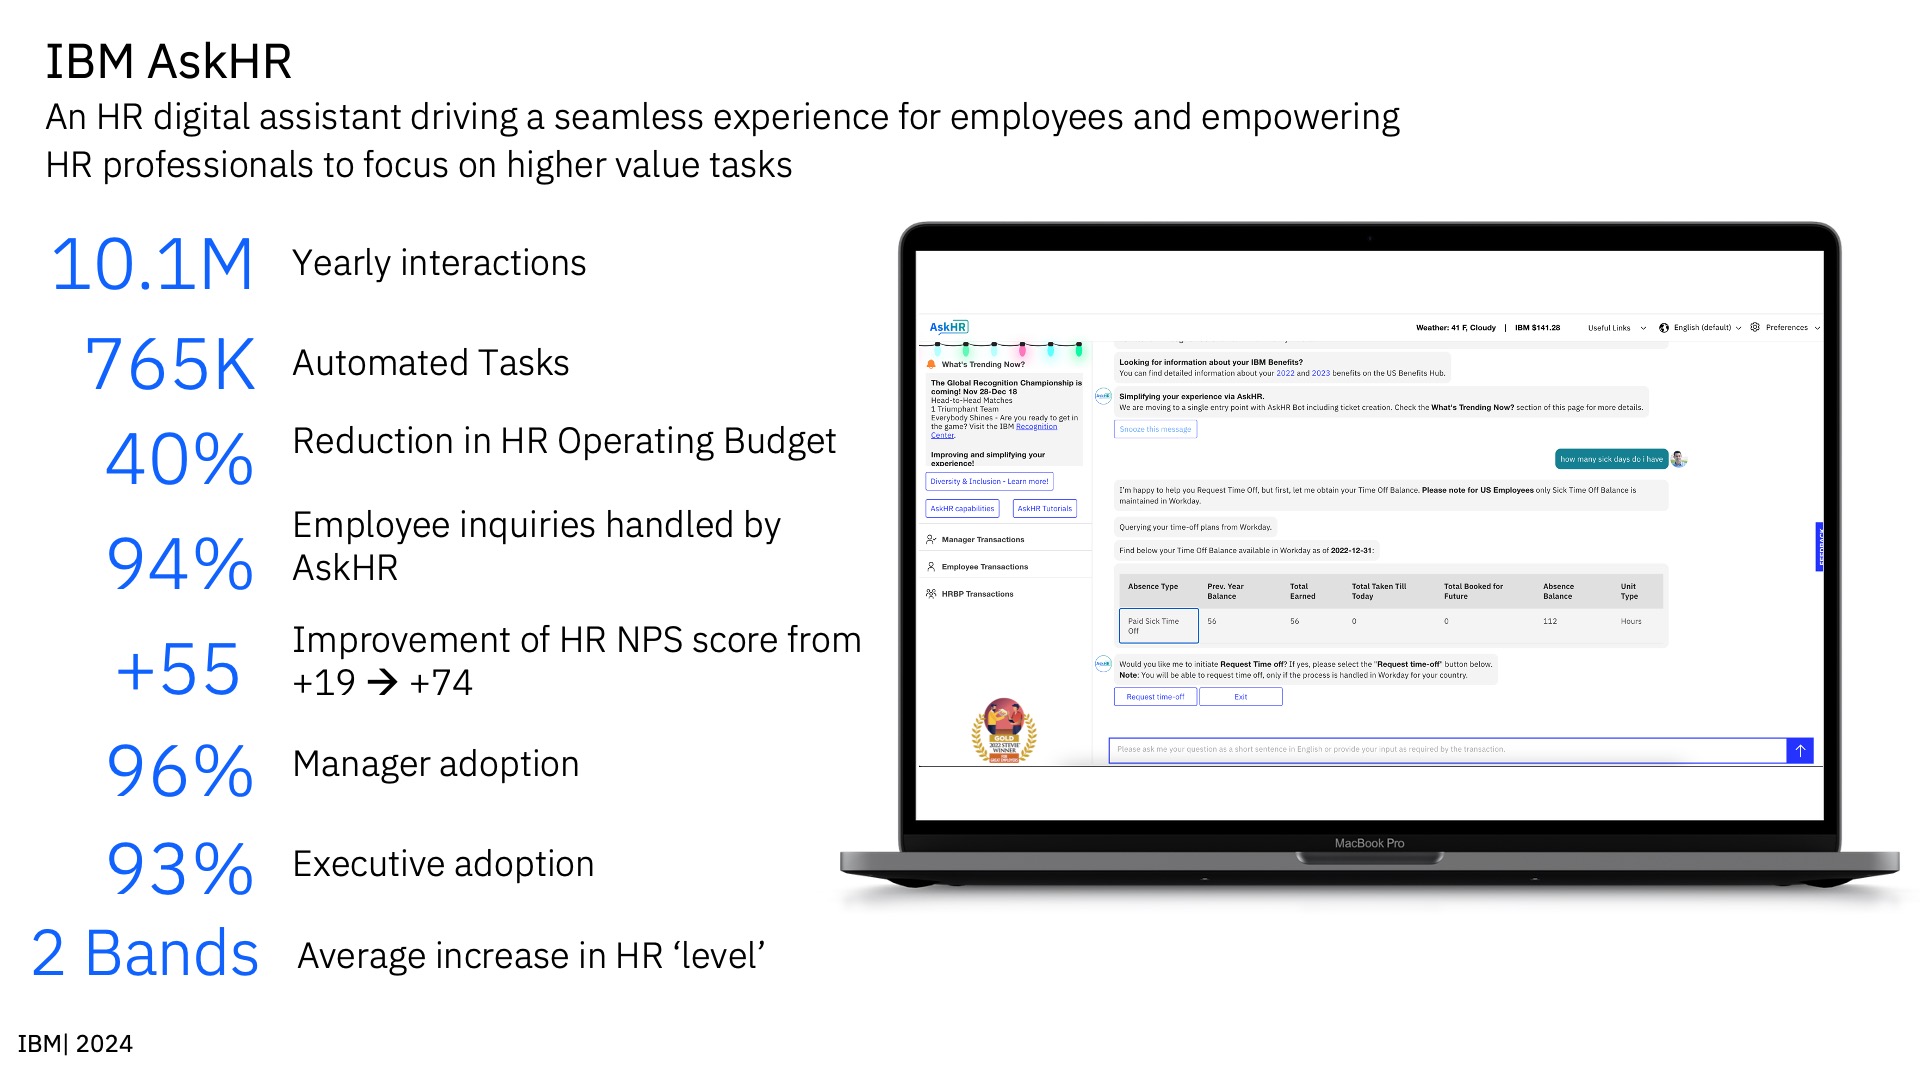 IBM AskHR
An HR digital assistant driving a seamless experience for employees and empowering
HR professionals to focus on higher value tasks
10.1M Yearly interactions
765K Automated Tasks
40% Reduction in HR Operating Budget
94% Employee inquiries handled by
AskHR
+55 Improvement of HR NPS score from
+19 → +74
96% Manager adoption
93% Executive adoption
2 Bands Average increase in HR ‘level’
IBM| 2024
AskHR
Weather: 41 F, Cloudy | IBM $141.28 Useful Links English (default) Preferences
What's Trending Now?
The Global Recognition Championship is
coming! Nov 28-Dec 18
Head-to-Head Matches
1 Triumphant Team
Everybody Shines - Are you ready to get in
the game? Visit the IBM Recognition
Center.
Improving and simplifying your
experience!
Diversity & Inclusion - Learn more!
AskHR capabilities AskHR Tutorials
Manager Transactions
Employee Transactions
HRBP Transactions
GOLD
2022 STEVIE
WINNER
Looking for information about your IBM Benefits?
You can find detailed information about your 2022 and 2023 benefits on the US Benefits Hub.
AskHR
Simplifying your experience via AskHR.
We are moving to a single entry point with AskHR Bot including ticket creation. Check the What's Trending Now? section of this page for more details.
Snooze this message
how many sick days do i have
I'm happy to help you Request Time Off, but first, let me obtain your Time Off Balance. Please note for US Employees only Sick Time Off Balance is
maintained in Workday.
Querying your time-off plans from Workday.
Find below your Time Off Balance available in Workday as of 2022-12-31:
Absence Type Prev. Year Total Total Taken Till Total Booked for Absence Unit
Balance Earned Today Future Balance Type
Paid Sick Time 56 56 0 0 112 Hours
Off
AskHR
Would you like me to initiate Request Time off? If yes, please select the "Request time-off" button below.
Note: You will be able to request time off, only if the process is handled in Workday for your country.
Request time-off Exit
Please ask me your question as a short sentence in English or provide your input as required by the transaction.
FEEDBACK
MacBook Pro